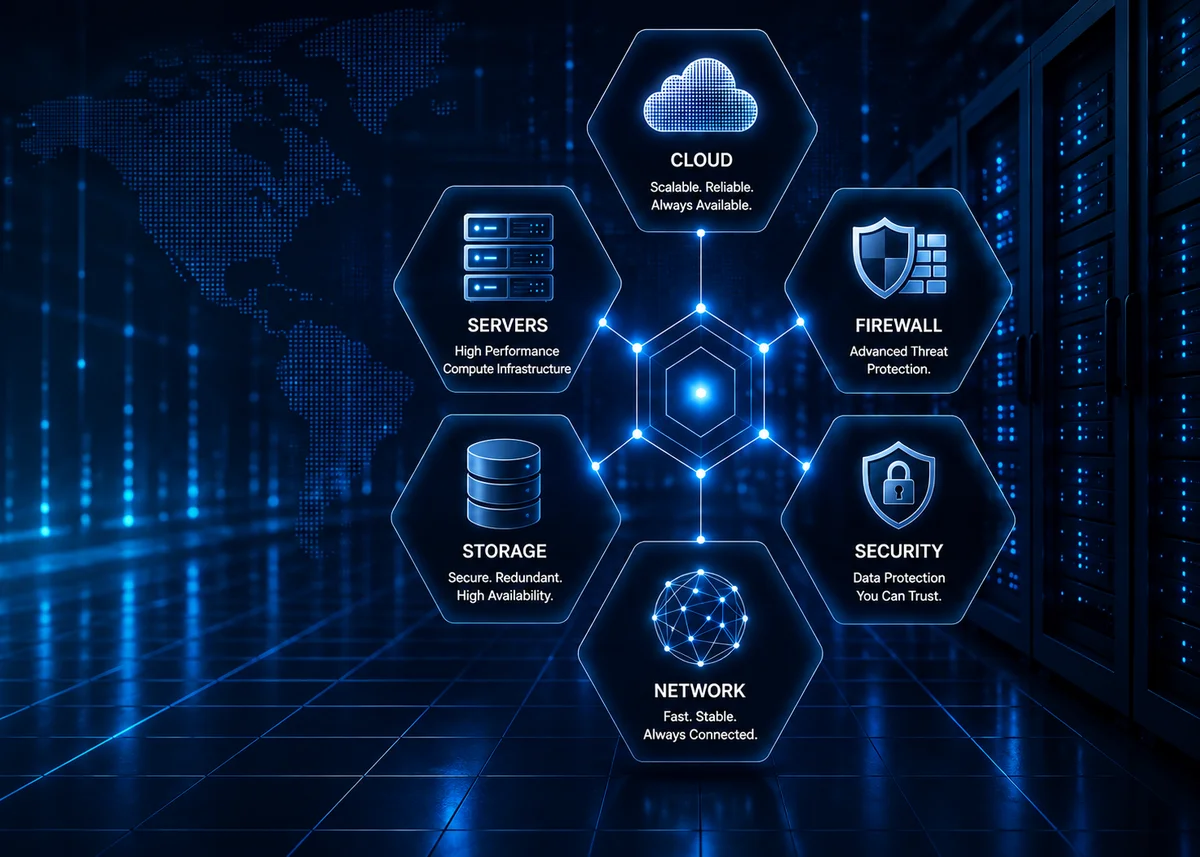 CLOUD
Scalable. Reliable.
Always Available.
SERVERS
High Performance
Compute Infrastructure
FIREWALL
Advanced Threat
Protection.
STORAGE
Secure. Redundant.
High Availability.
SECURITY
Data Protection
You Can Trust.
NETWORK
Fast. Stable.
Always Connected.